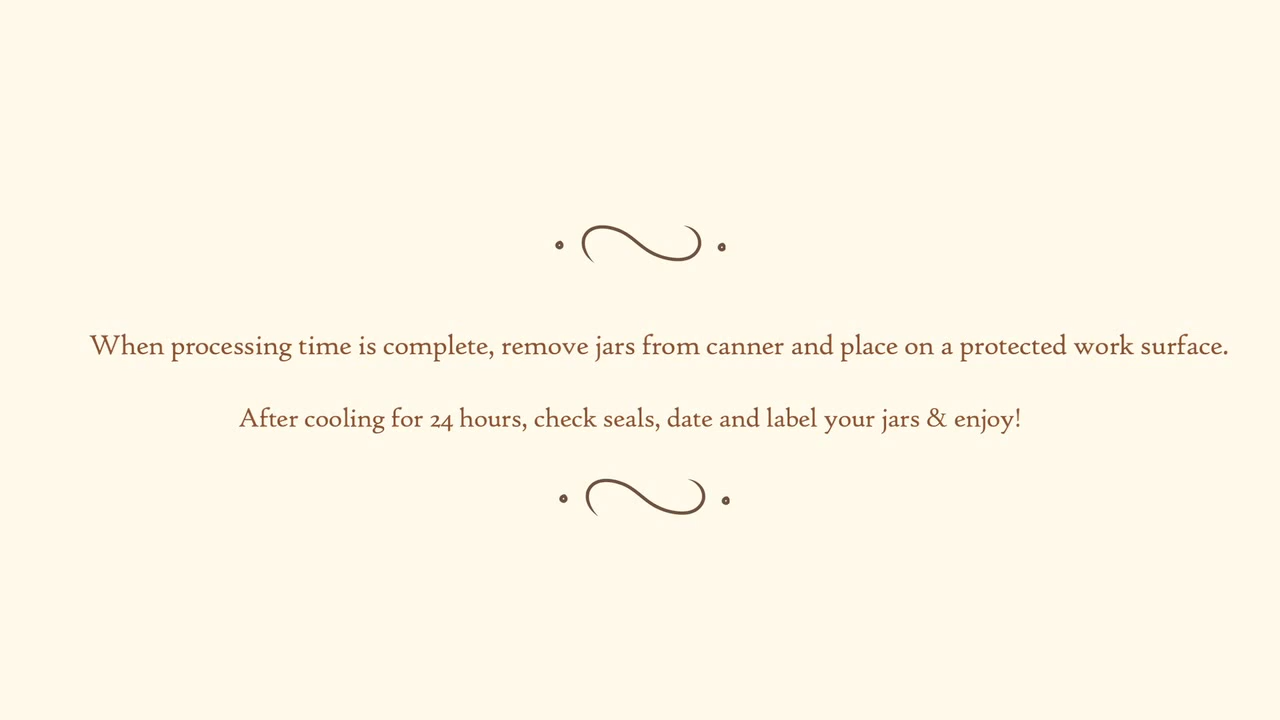 When processing time is complete, remove jars from canner and place on a protected work surface.
After cooling for 24 hours, check seals, date and label your jars & enjoy!